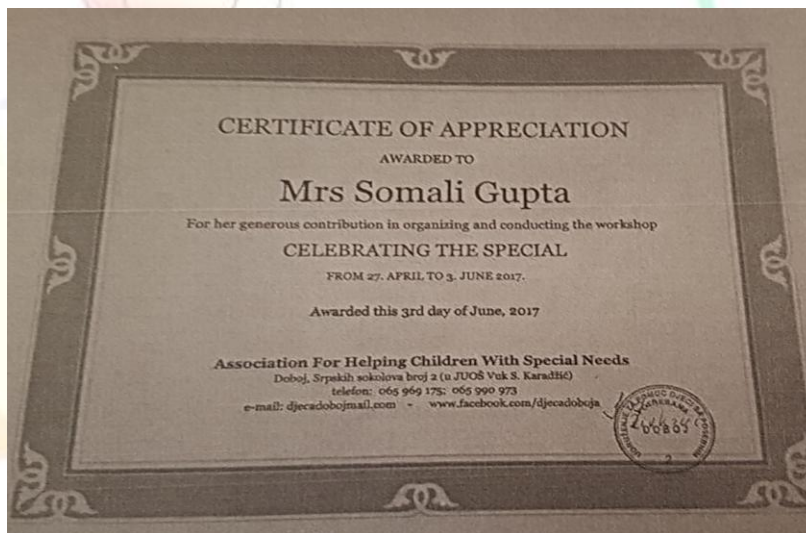 CERTIFICATE OF APPRECIATION
AWARDED TO
Mrs Somali Gupta
For her generous contribution in organizing and conducting the workshop
CELEBRATING THE SPECIAL
FROM 27. APRIL TO 3. JUNE 2017.
Awarded this 3rd day of June, 2017
Association For Helping Children With Special Needs
Doboj, Srpskih sokolova broj 2 (u JUOŠ Vuk S. Karadžić)
telefon: 065 969 175; 065 990 973
e-mail: djecadobojmail.com - www.facebook.com/djecadoboja